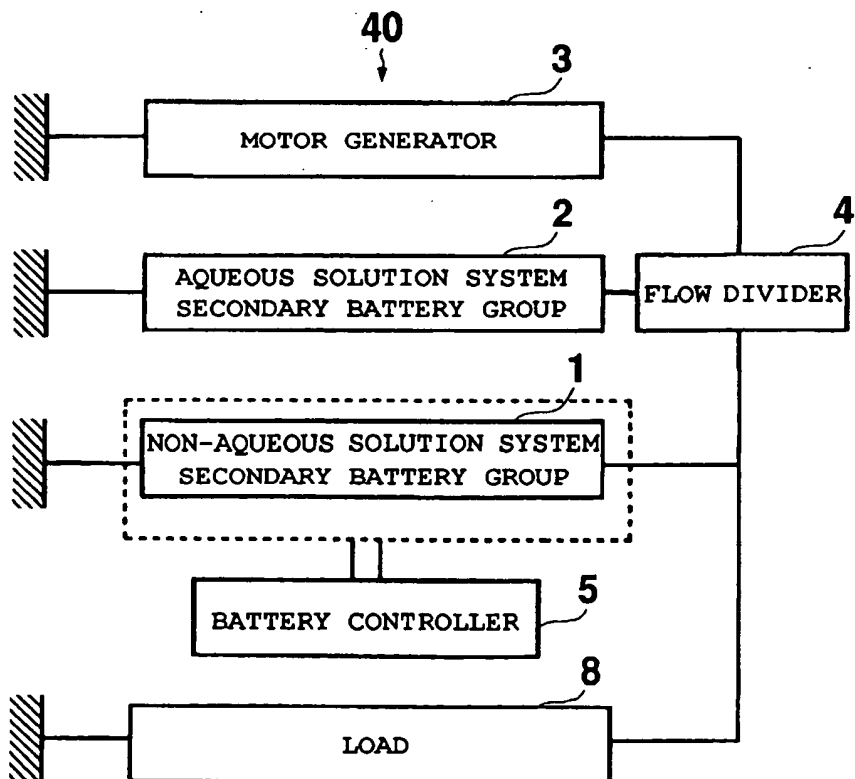 40
3
MOTOR GENERATOR
2
4
AQUEOUS SOLUTION SYSTEM
SECONDARY BATTERY GROUP
FLOW DIVIDER
1
NON-AQUEOUS SOLUTION SYSTEM
SECONDARY BATTERY GROUP
BATTERY CONTROLLER
5
8
LOAD